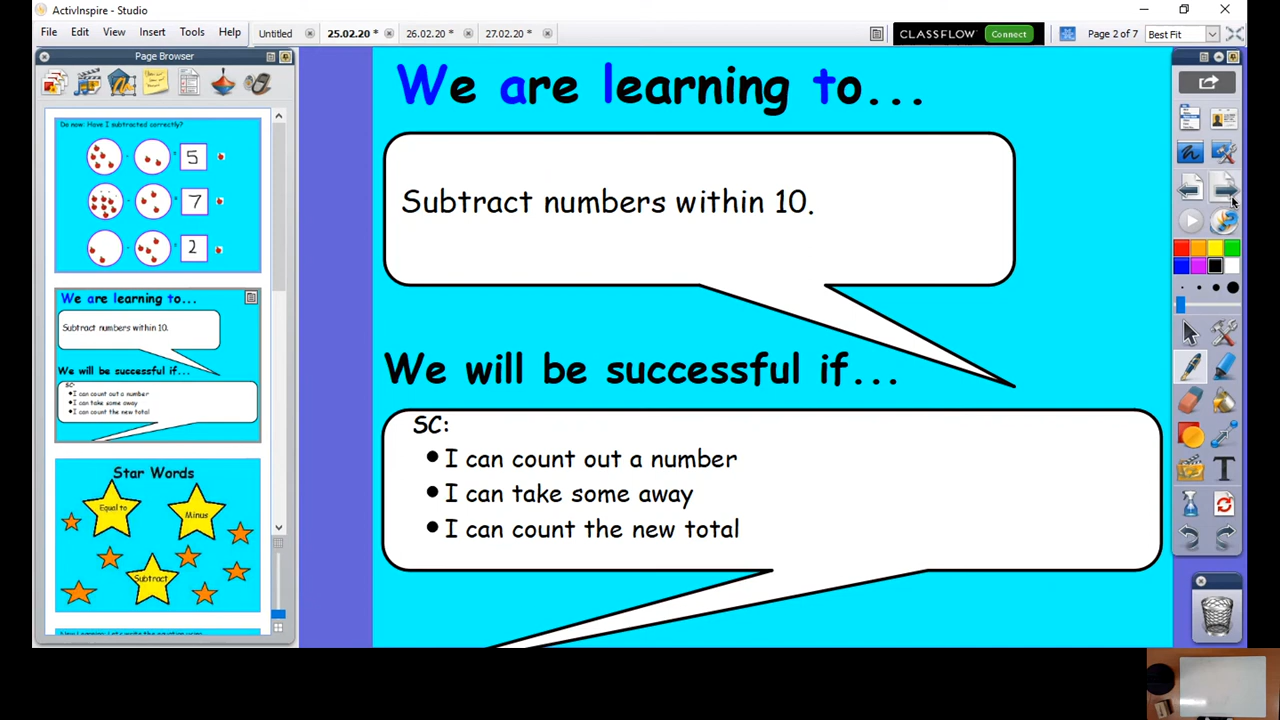 ActivInspire - Studio
File Edit View Insert Tools Help
Untitled
25.02.20 *
26.02.20 *
27.02.20 *
CLASSFLOW
Connect
Page 2 of 7
Best Fit
Page Browser
Do now: Have I subtracted correctly?
5
7
2
We are learning to...
Subtract numbers within 10.
We will be successful if...
SC:
• I can count out a number
• I can take some away
• I can count the new total
Star Words
Equal to
Minus
Subtract
We are learning to...
Subtract numbers within 10.
We will be successful if...
SC:
• I can count out a number
• I can take some away
• I can count the new total
T